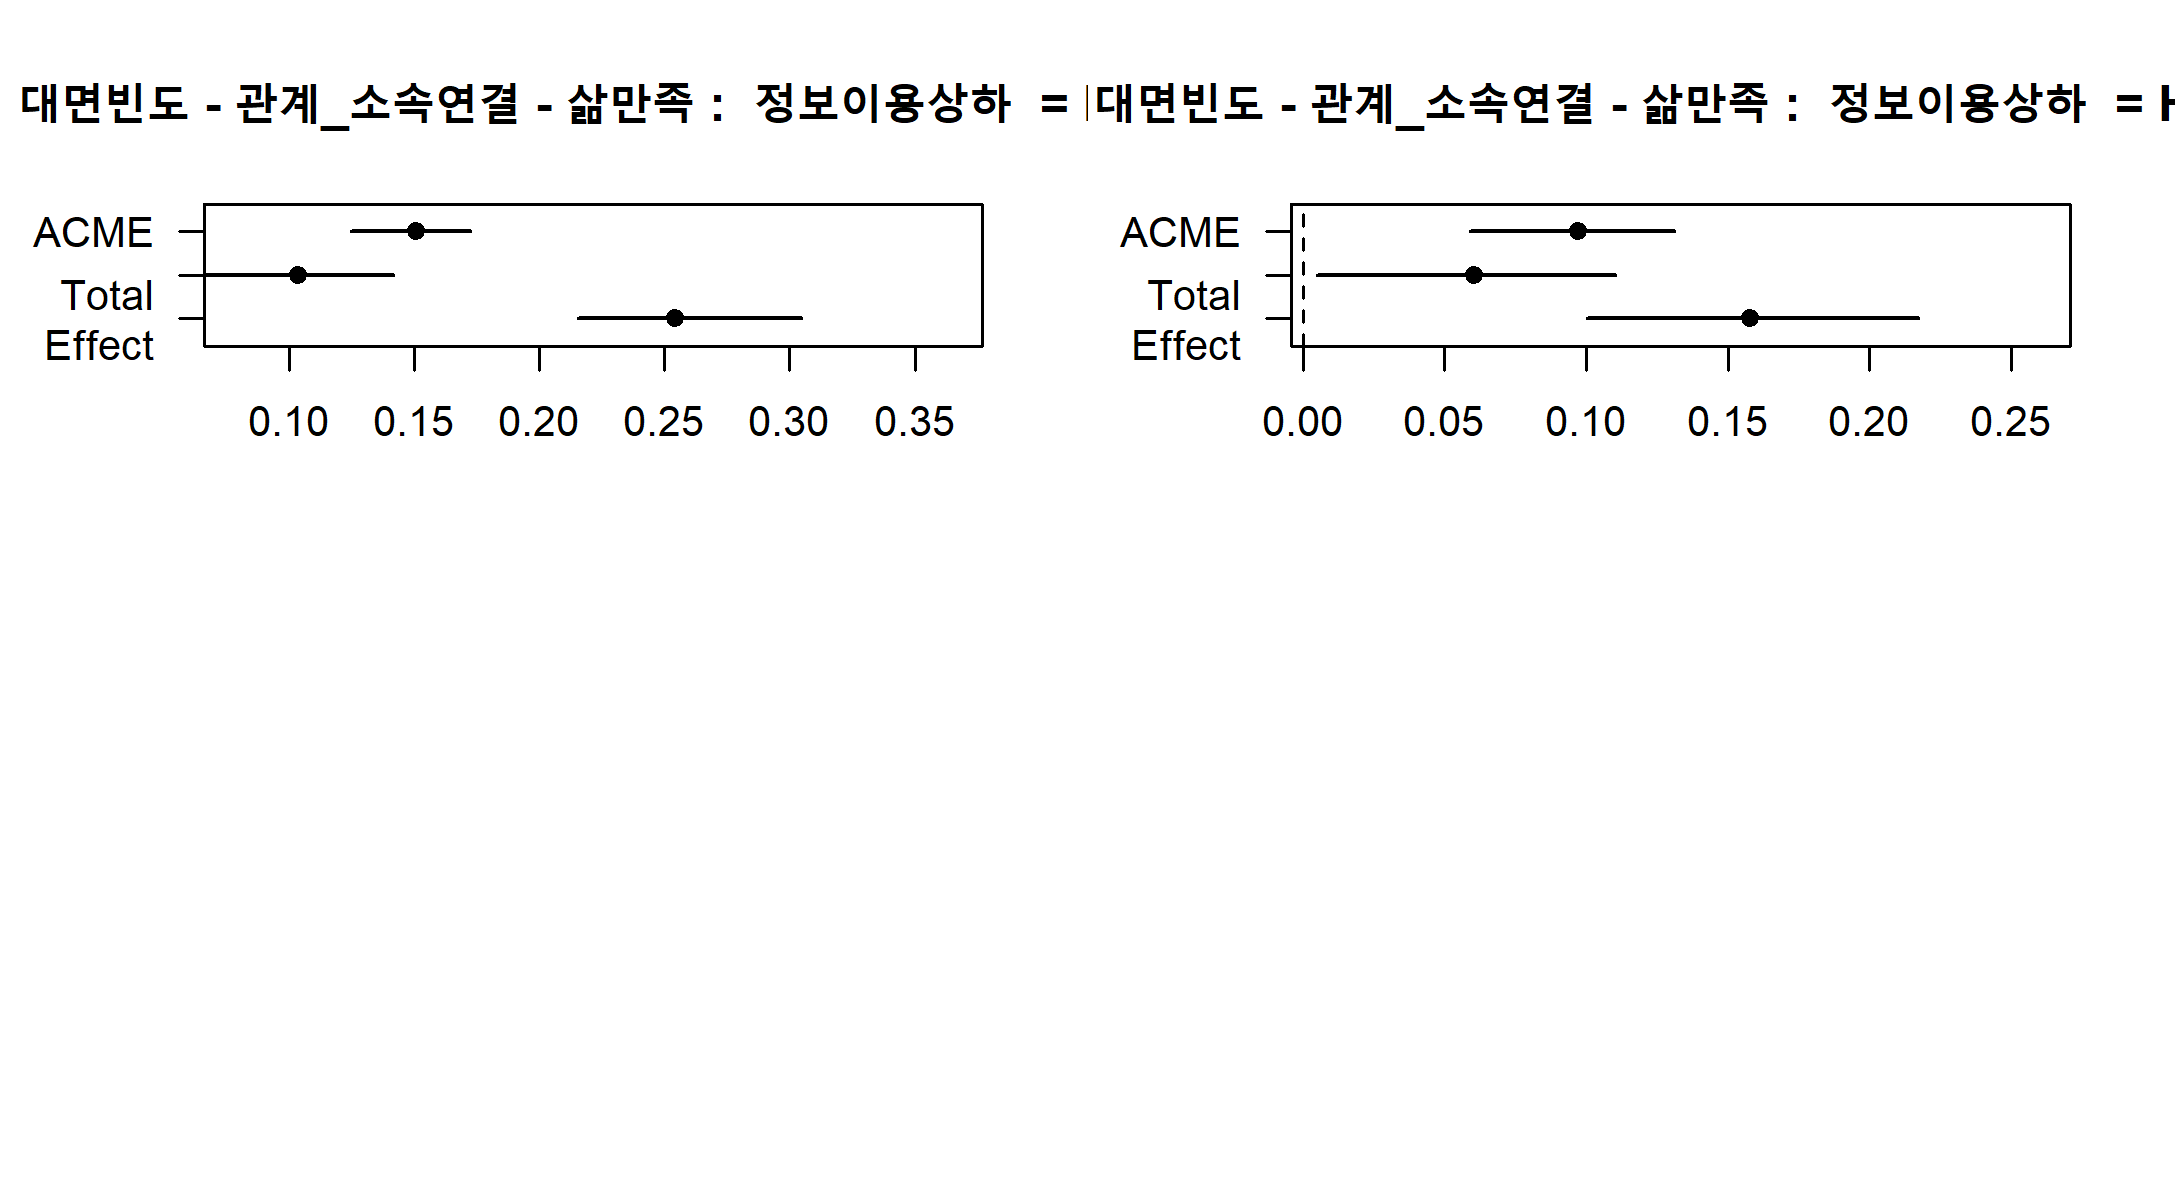 대면빈도 - 관계_소속연결 - 삶만족 :  정보이용상하  =
대면빈도 - 관계_소속연결 - 삶만족 :  정보이용상하  =
ACME
Total
Effect
0.10 0.15 0.20 0.25 0.30 0.35
ACME
Total
Effect
0.00 0.05 0.10 0.15 0.20 0.25